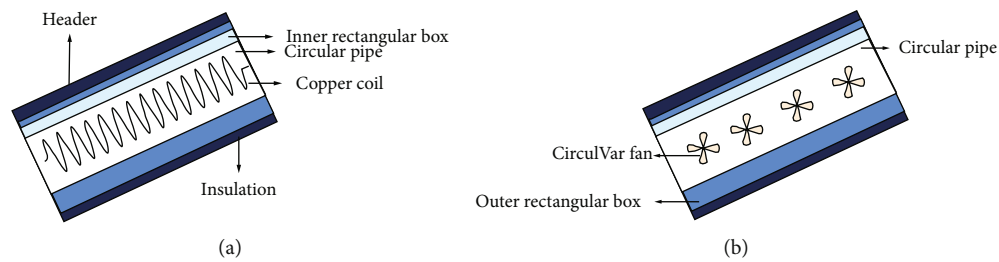 Header
Inner rectangular box
Circular pipe
Copper coil
Insulation
(a)
Circular pipe
CirculVar fan
Outer rectangular box
(b)